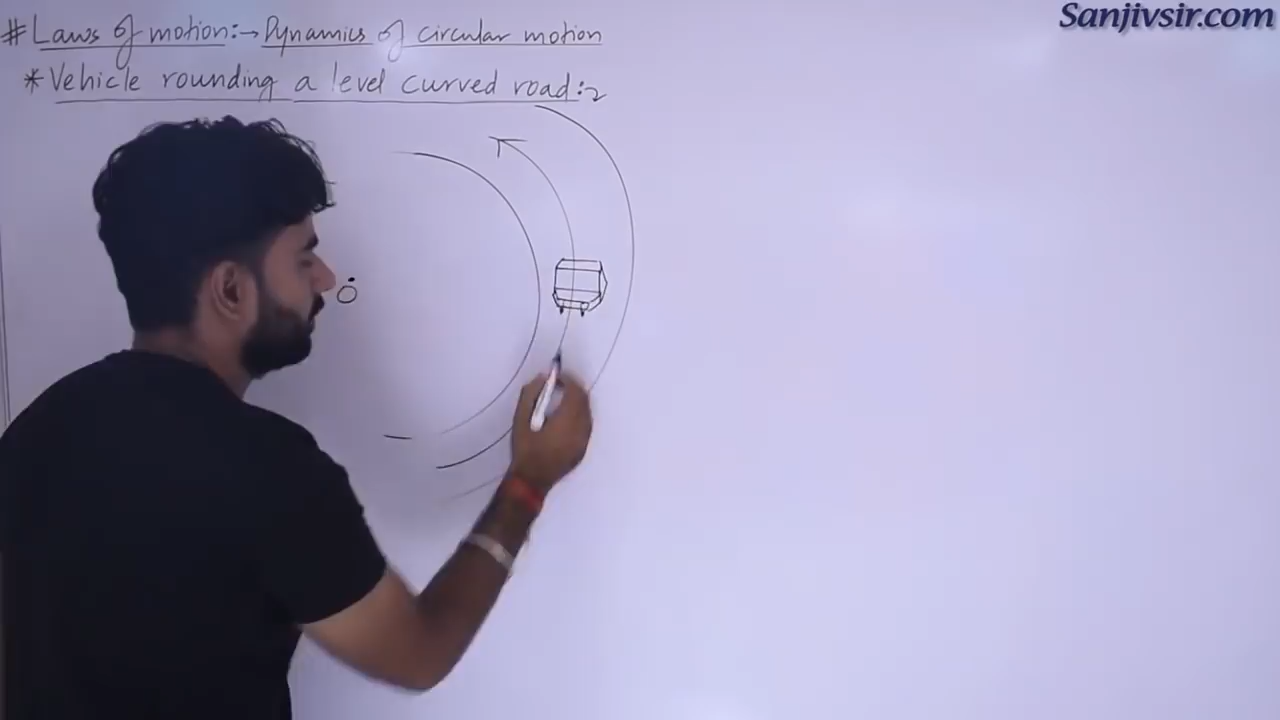 Sanjivsir.com
# Laws of motion:→ Dynamics of circular motion
* Vehicle rounding a level curved road:-
O